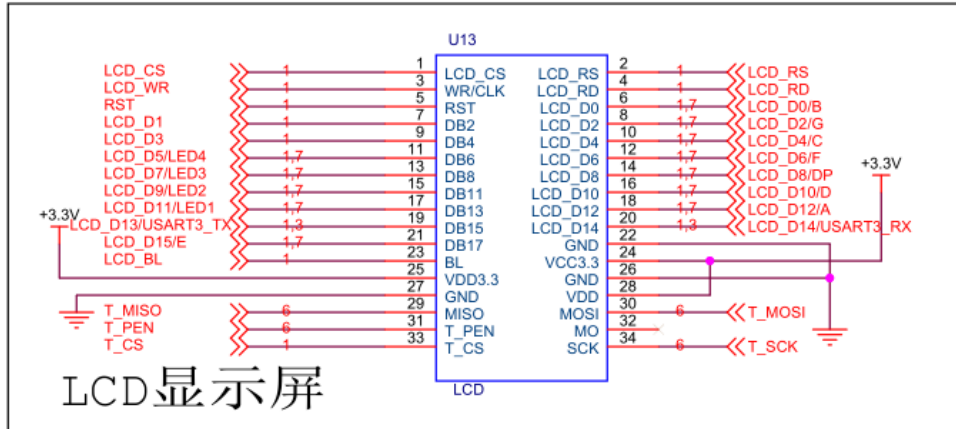 U13
LCD_CS 1 1 LCD_CS LCD_RS 2 1 LCD_RS
LCD_WR 1 3 WR/CLK LCD_RD 4 1 LCD_RD
RST 1 5 RST LCD_D0 6 1,7 LCD_D0/B
LCD_D1 1 7 DB2 LCD_D2 8 1,7 LCD_D2/G
LCD_D3 1 9 DB4 LCD_D4 10 1,7 LCD_D4/C
LCD_D5/LED4 1,7 11 DB6 LCD_D6 12 1,7 LCD_D6/F
LCD_D7/LED3 1,7 13 DB8 LCD_D8 14 1,7 LCD_D8/DP +3.3V
LCD_D9/LED2 1,7 15 DB11 LCD_D10 16 1,7 LCD_D10/D
LCD_D11/LED1 1,7 17 DB13 LCD_D12 18 1,7 LCD_D12/A
+3.3V LCD_D13/USART3_TX 1,3 19 DB15 LCD_D14 20 1,3 LCD_D14/USART3_RX
LCD_D15/E 1,7 21 DB17 GND 22
LCD_BL 1 23 BL VCC3.3 24
25 VDD3.3 GND 26
27 GND VDD 28
T_MISO 6 29 MISO MOSI 30 6 T_MOSI
T_PEN 6 31 T_PEN MO 32
T_CS 1 33 T_CS SCK 34 6 T_SCK
LCD显示屏
LCD